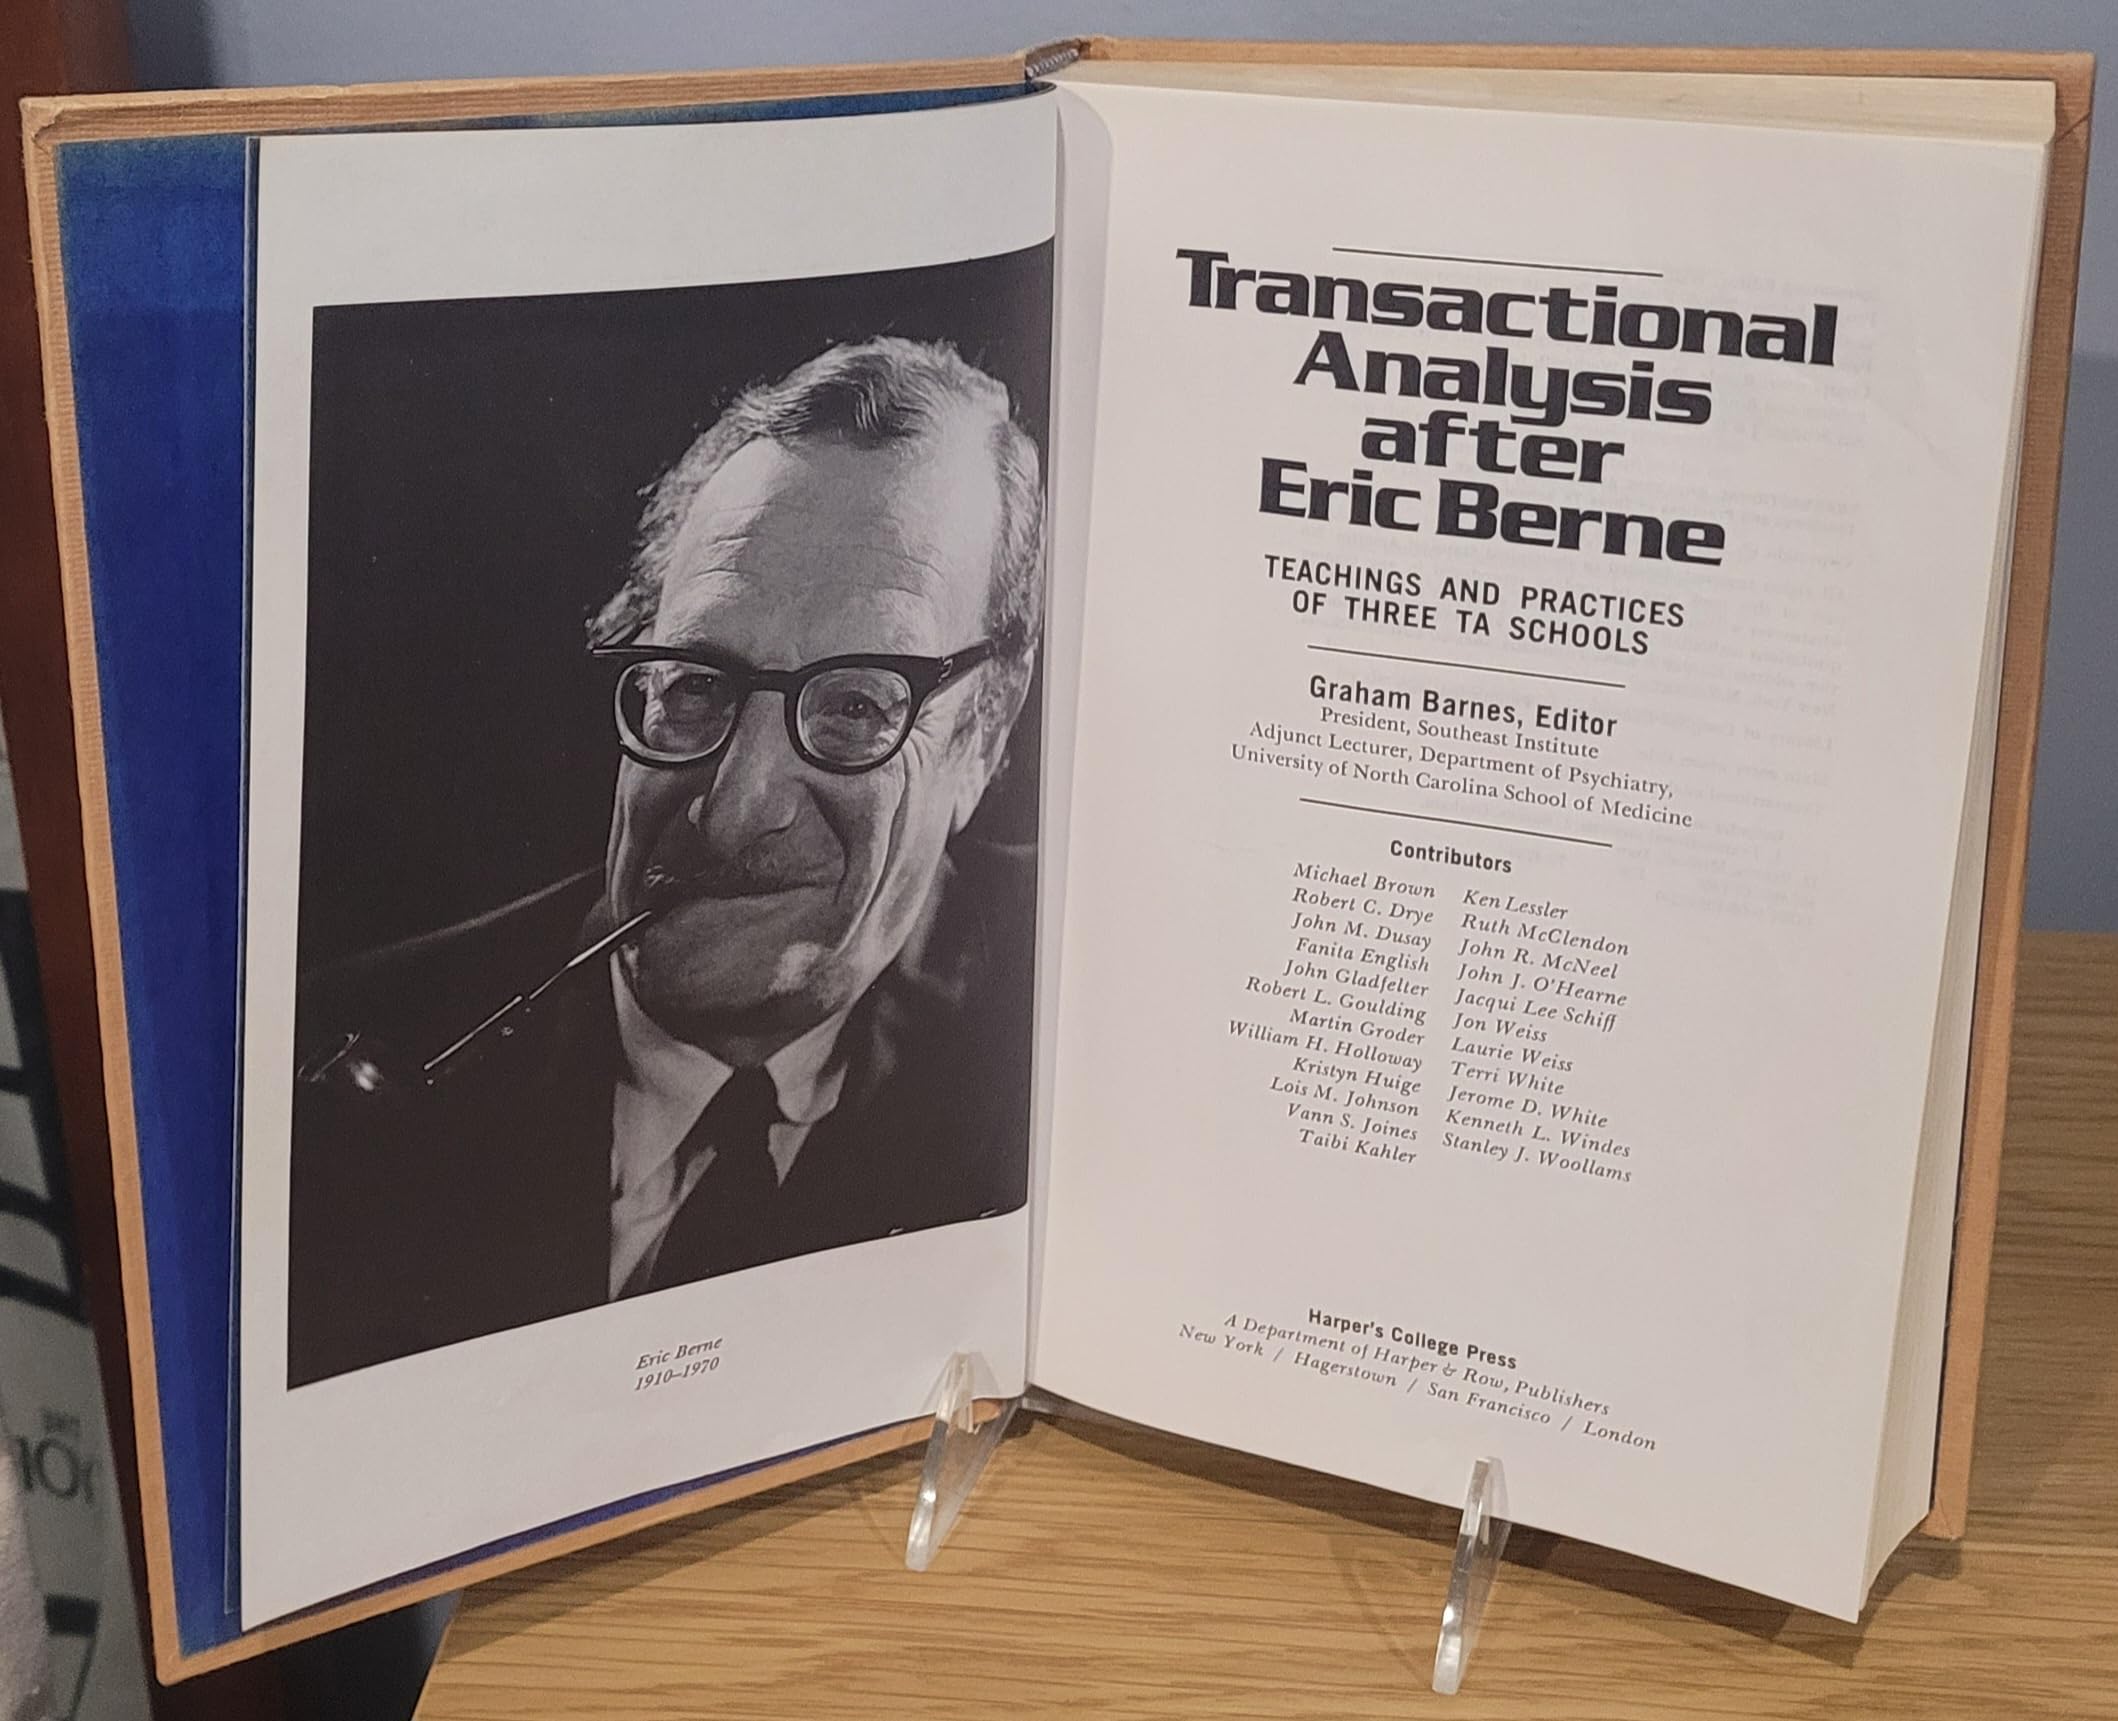 Eric Berne
1910–1970
Transactional
Analysis
after
Eric Berne
TEACHINGS AND PRACTICES
OF THREE TA SCHOOLS
Graham Barnes, Editor
President, Southeast Institute
Adjunct Lecturer, Department of Psychiatry,
University of North Carolina School of Medicine
Contributors
Michael Brown
Robert C. Drye
John M. Dusay
Fanita English
John Gladfelter
Robert L. Goulding
Martin Groder
William H. Holloway
Kristyn Huige
Lois M. Johnson
Vann S. Joines
Taibi Kahler
Ken Lessler
Ruth McClendon
John R. McNeel
John J. O'Hearne
Jacqui Lee Schiff
Jon Weiss
Laurie Weiss
Terri White
Jerome D. White
Kenneth L. Windes
Stanley J. Woollams
Harper's College Press
A Department of Harper & Row, Publishers
New York / Hagerstown / San Francisco / London